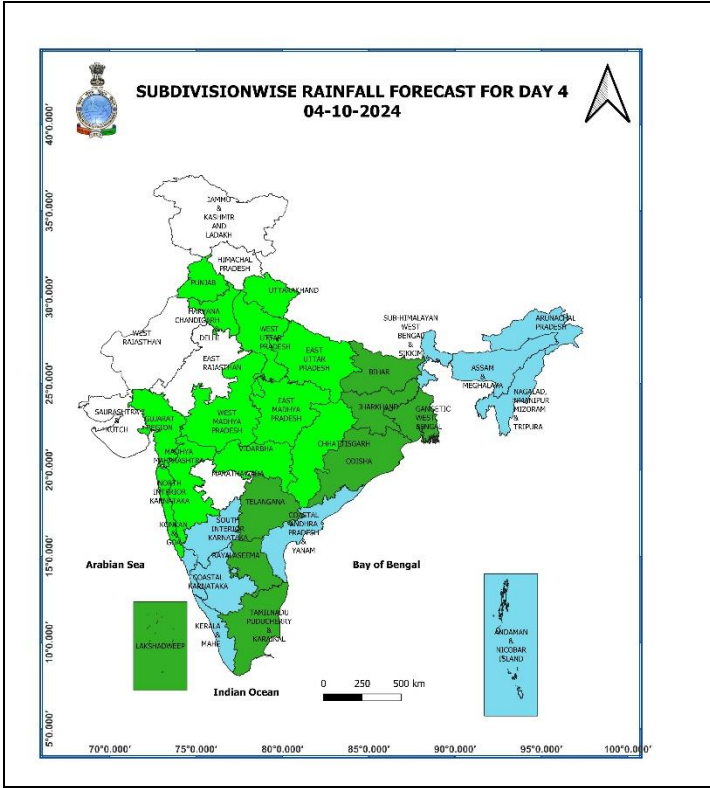 SUBDIVISIONWISE RAINFALL FORECAST FOR DAY 4
04-10-2024
40°0.000'
35°0.000'
30°0.000'
25°0.000'
20°0.000'
15°0.000'
10°0.000'
5°0.000'
JAMMU
&
KASHMIR
AND
LADAKH
HIMACHAL
PRADESH
PUNJAB
UTTARAKHAND
HARYANA
CHANDIGARH
&
DELHI
WEST
RAJASTHAN
EAST
RAJASTHAN
WEST
UTTAR
PRADESH
EAST
UTTAR
PRADESH
SUB-HIMALAYAN
WEST
BENGAL
&
SIKKIM
ARUNACHAL
PRADESH
ASSAM
&
MEGHALAYA
NAGALAD,
MANIPUR
MIZORAM
&
TRIPURA
BIHAR
JHARKHAND
GANGETIC
WEST
BENGAL
SAURASHTRA
&
KUTCH
GUJARAT
REGION
WEST
MADHYA
PRADESH
EAST
MADHYA
PRADESH
CHHATTISGARH
ODISHA
MADHYA
MAHARASHTRA
VIDARBHA
MARATHAWADA
NORTH
INTERIOR
KARNATAKA
KONKAN
&
GOA
TELANGANA
COASTAL
ANDHRA
PRADESH
&
YANAM
SOUTH
INTERIOR
KARNATAKA
RAYALASEEMA
COASTAL
KARNATAKA
Arabian Sea
Bay of Bengal
KERALA
&
MAHE
TAMILNADU
PUDUCHERRY
&
KARAIKAL
LAKSHADWEEP
ANDAMAN
&
NICOBAR
ISLAND
Indian Ocean
0 250 500 km
70°0.000' 75°0.000' 80°0.000' 85°0.000' 90°0.000' 95°0.000' 100°0.000'